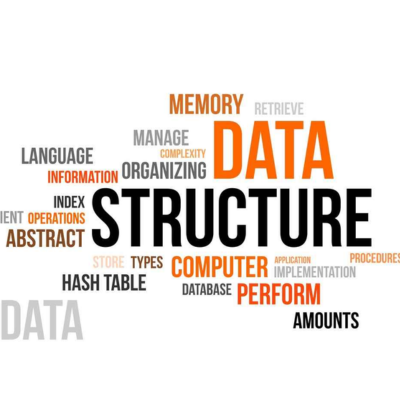 MEMORY RETRIEVE
MANAGE DATA
COMPLEXITY
LANGUAGE
INFORMATION ORGANIZING
INDEX STRUCTURE
IENT OPERATIONS
ABSTRACT
STORE TYPES COMPUTER APPLICATION PROCEDURES
IMPLEMENTATION
HASH TABLE DATABASE PERFORM
DATA AMOUNTS